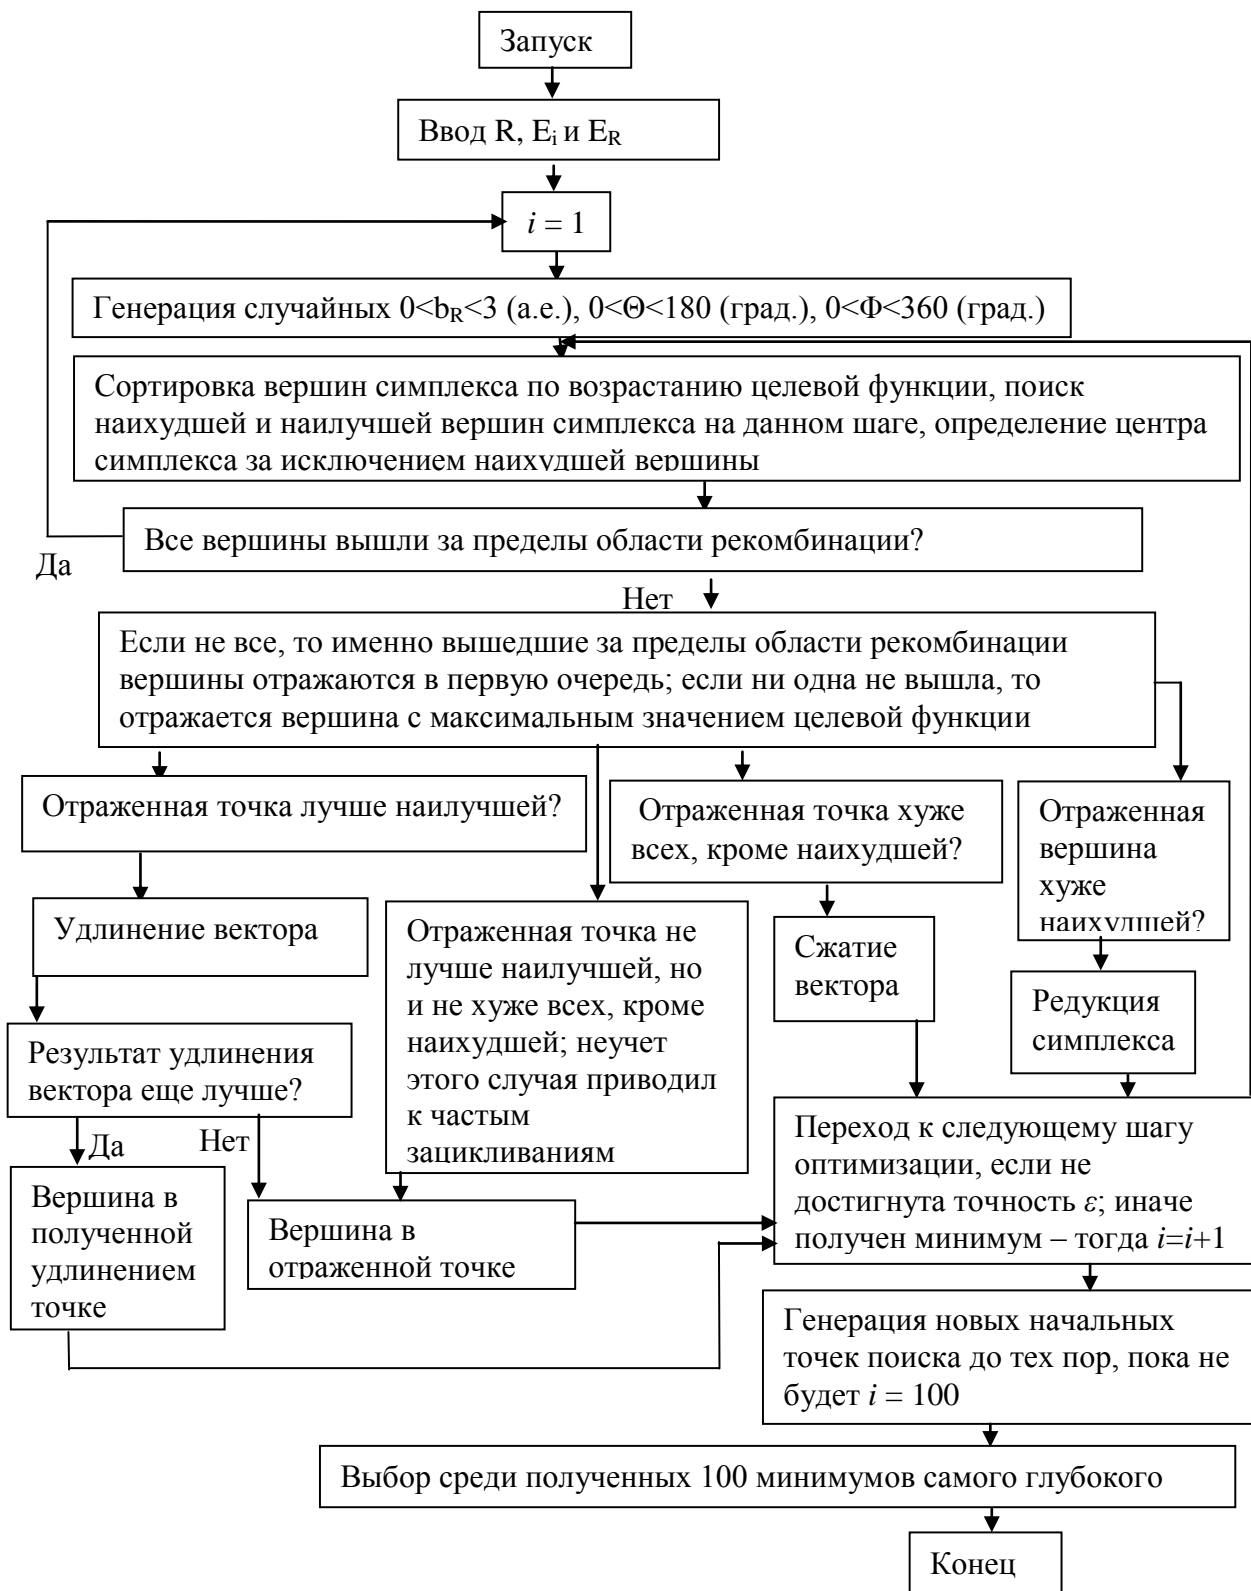 Запуск
Ввод R, Ei и ER
i = 1
Генерация случайных 0<bR<3 (а.е.), 0<Θ<180 (град.), 0<Φ<360 (град.)
Сортировка вершин симплекса по возрастанию целевой функции, поиск
наихудшей и наилучшей вершин симплекса на данном шаге, определение центра
симплекса за исключением наихудшей вершины
Все вершины вышли за пределы области рекомбинации?
Да
Нет
Если не все, то именно вышедшие за пределы области рекомбинации
вершины отражаются в первую очередь; если ни одна не вышла, то
отражается вершина с максимальным значением целевой функции
Отраженная точка лучше наилучшей?
Отраженная точка хуже
всех, кроме наихудшей?
Отраженная
вершина
хуже
наихудшей?
Удлинение вектора
Отраженная точка не
лучше наилучшей, но
и не хуже всех, кроме
наихудшей; неучет
этого случая приводил
к частым
зацикливаниям
Сжатие
вектора
Редукция
симплекса
Результат удлинения
вектора еще лучше?
Да
Нет
Вершина в
полученной
удлинением
точке
Вершина в
отраженной точке
Переход к следующему шагу
оптимизации, если не
достигнута точность ε; иначе
получен минимум – тогда i=i+1
Генерация новых начальных
точек поиска до тех пор, пока не
будет i = 100
Выбор среди полученных 100 минимумов самого глубокого
Конец